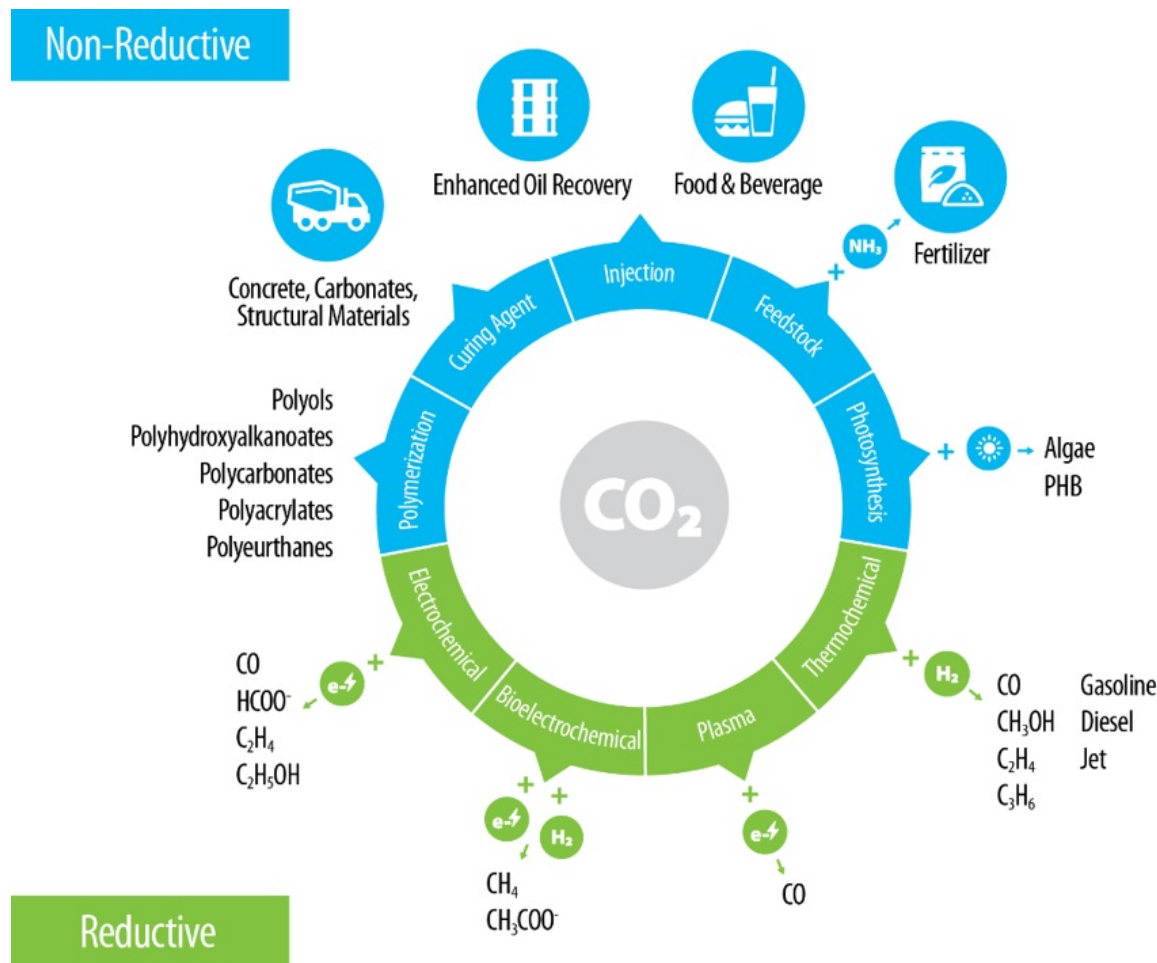 Non-Reductive
Enhanced Oil Recovery
Food & Beverage
+ NH₃
Fertilizer
Concrete, Carbonates,
Structural Materials
Injection
Curing Agent
Feedstock
Polyols
Polyhydroxyalkanoates
Polycarbonates
Polyacrylates
Polyeurthanes
Polymerization
Photosynthesis
+
Algae
PHB
CO₂
Electrochemical
Bioelectrochemical
Plasma
Thermochemical
+ e-
CO
HCOO⁻
C₂H₄
C₂H₅OH
+ H₂
CO
CH₃OH
C₂H₄
C₃H₆
Gasoline
Diesel
Jet
+ +
e- H₂
CH₄
CH₃COO⁻
+
e-
CO
Reductive